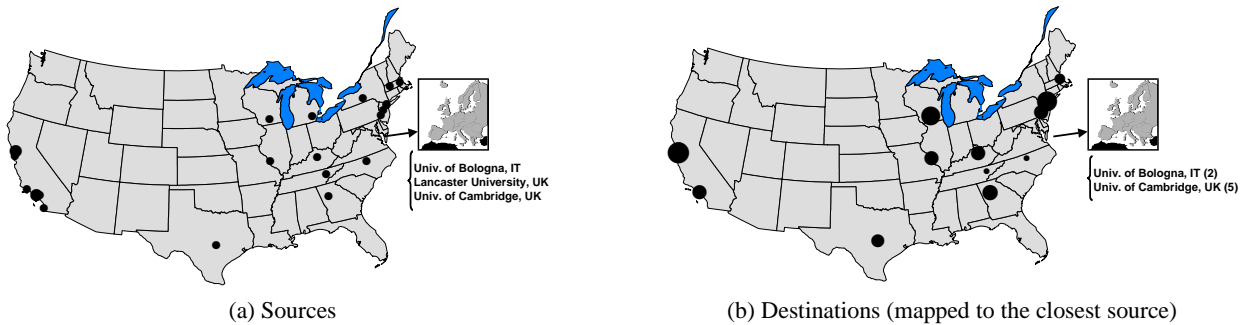 Univ. of Bologna, IT
Lancaster University, UK
Univ. of Cambridge, UK
Univ. of Bologna, IT (2)
Univ. of Cambridge, UK (5)
(a) Sources
(b) Destinations (mapped to the closest source)